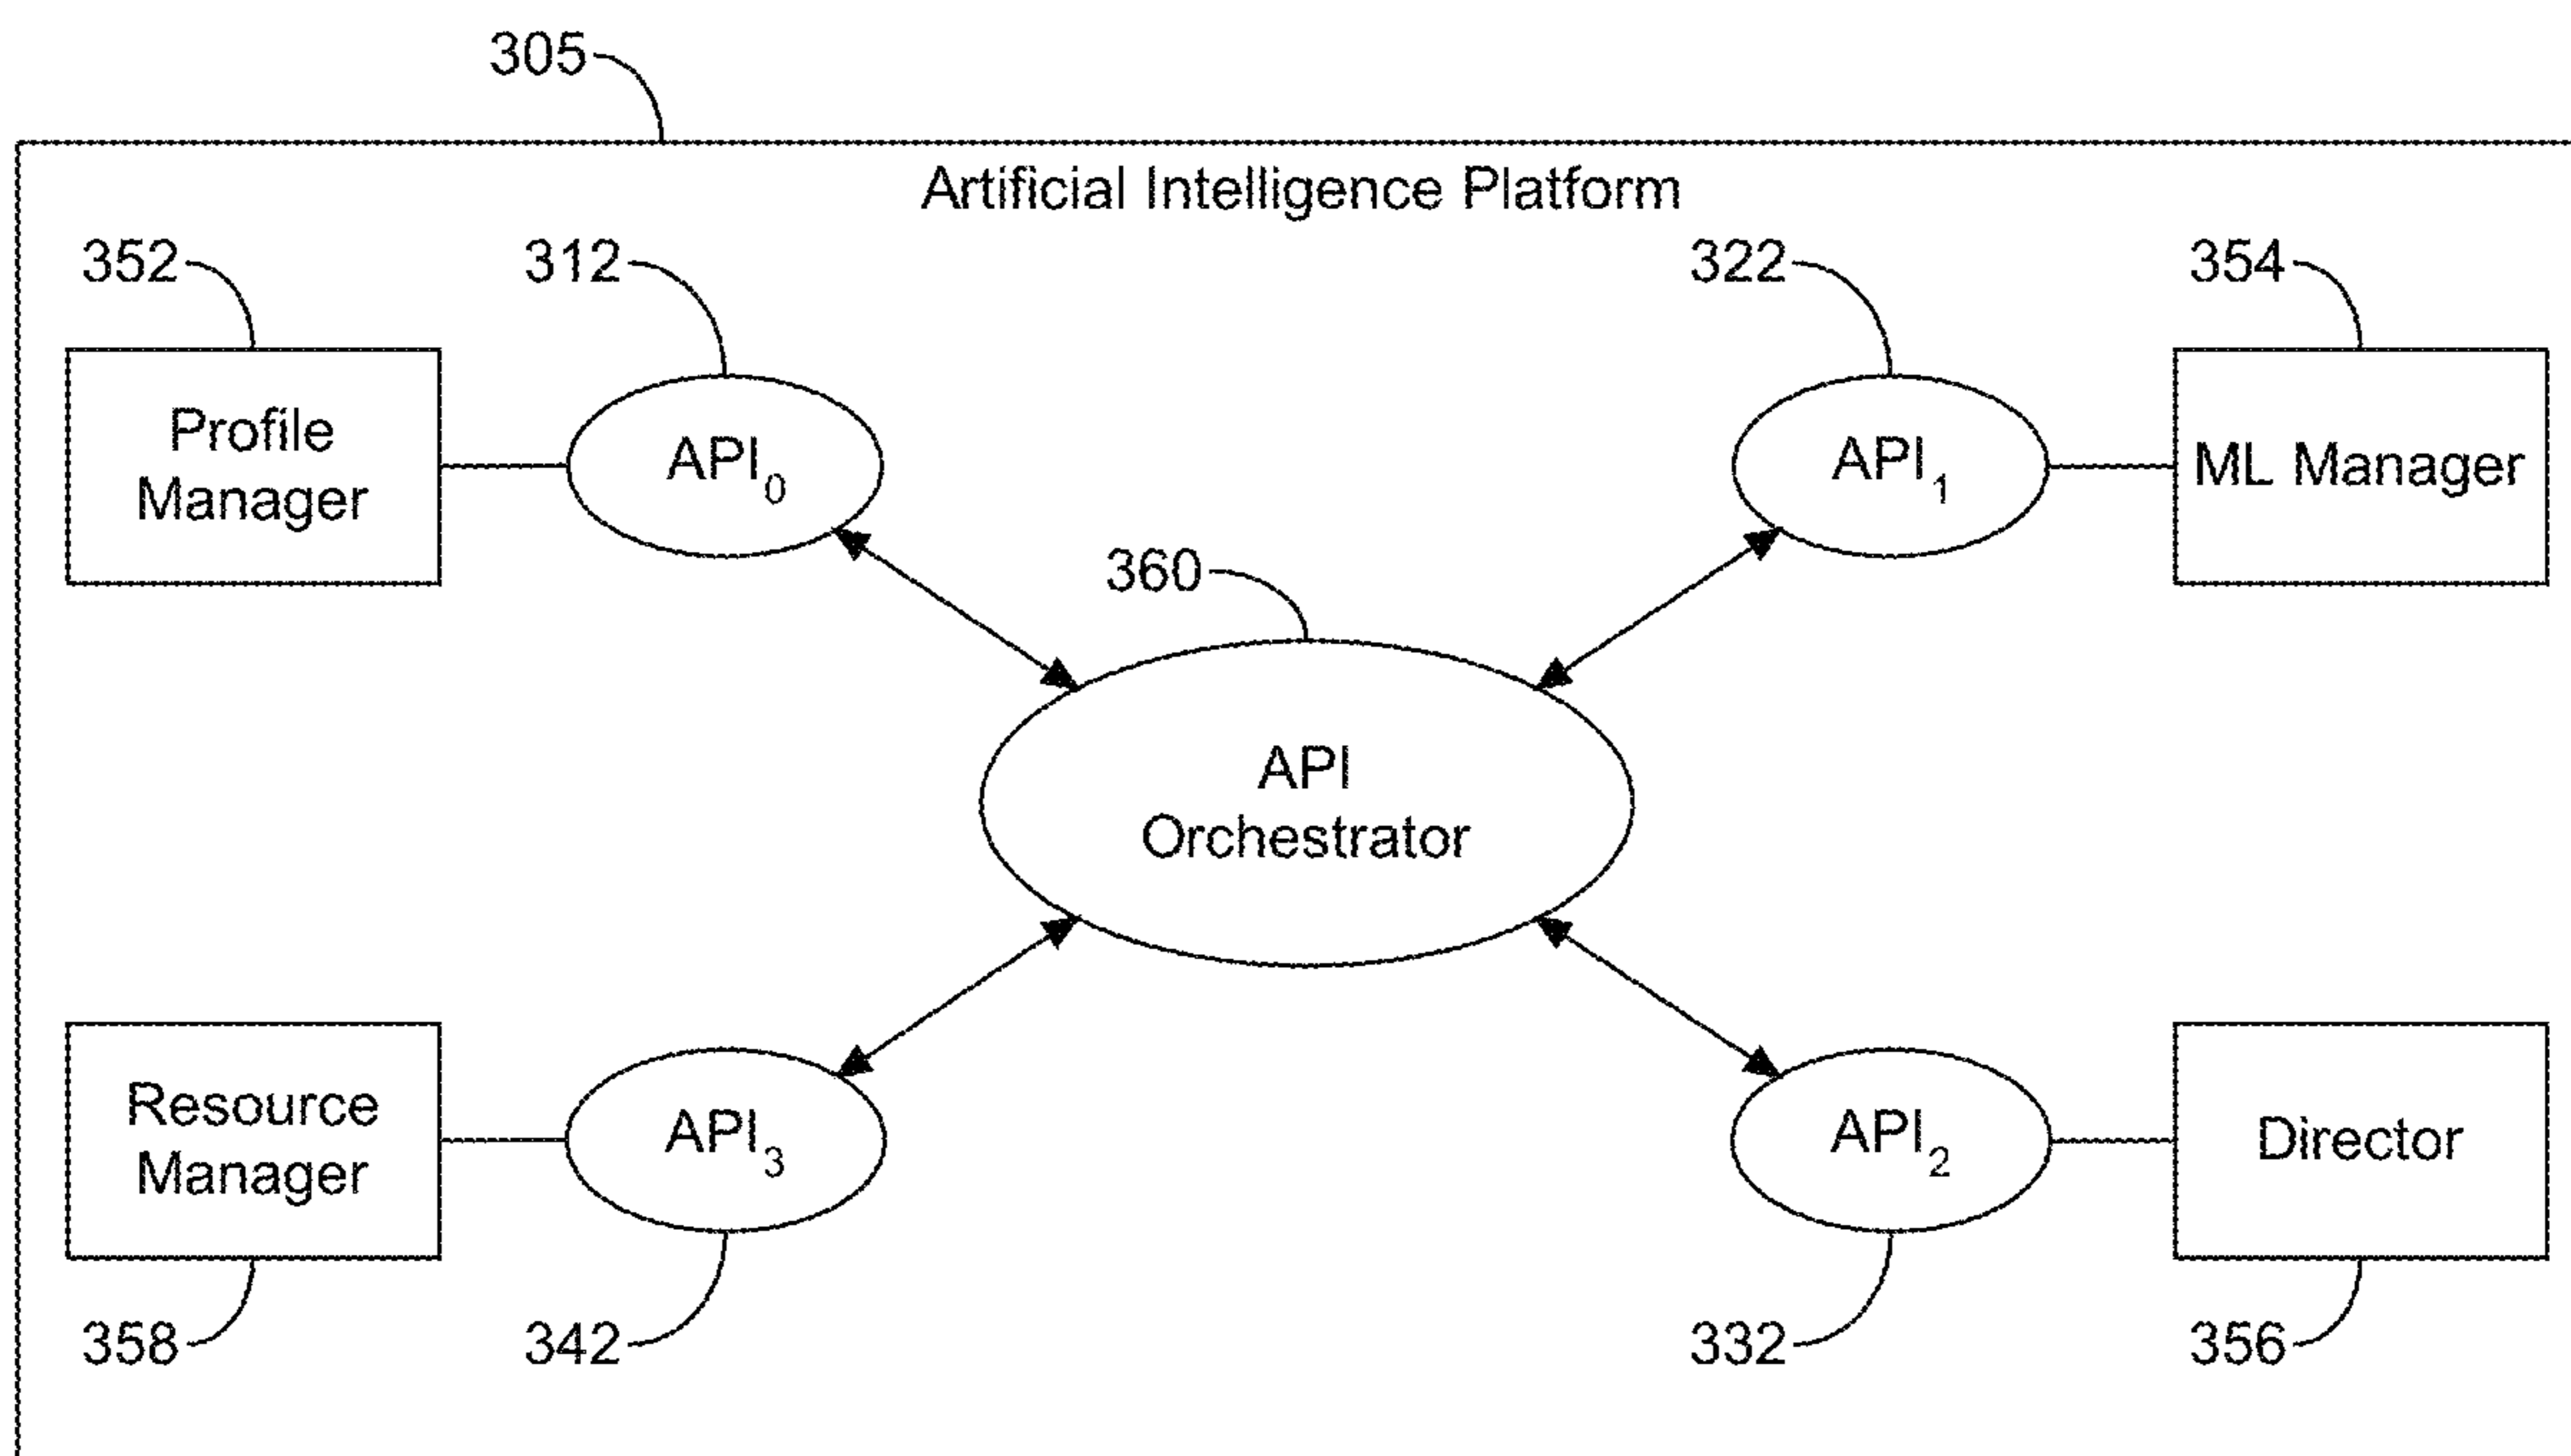 305
Artificial Intelligence Platform
352
312
322
354
Profile
Manager
API0
API1
ML Manager
360
API
Orchestrator
Resource
Manager
API3
API2
Director
358
342
332
356